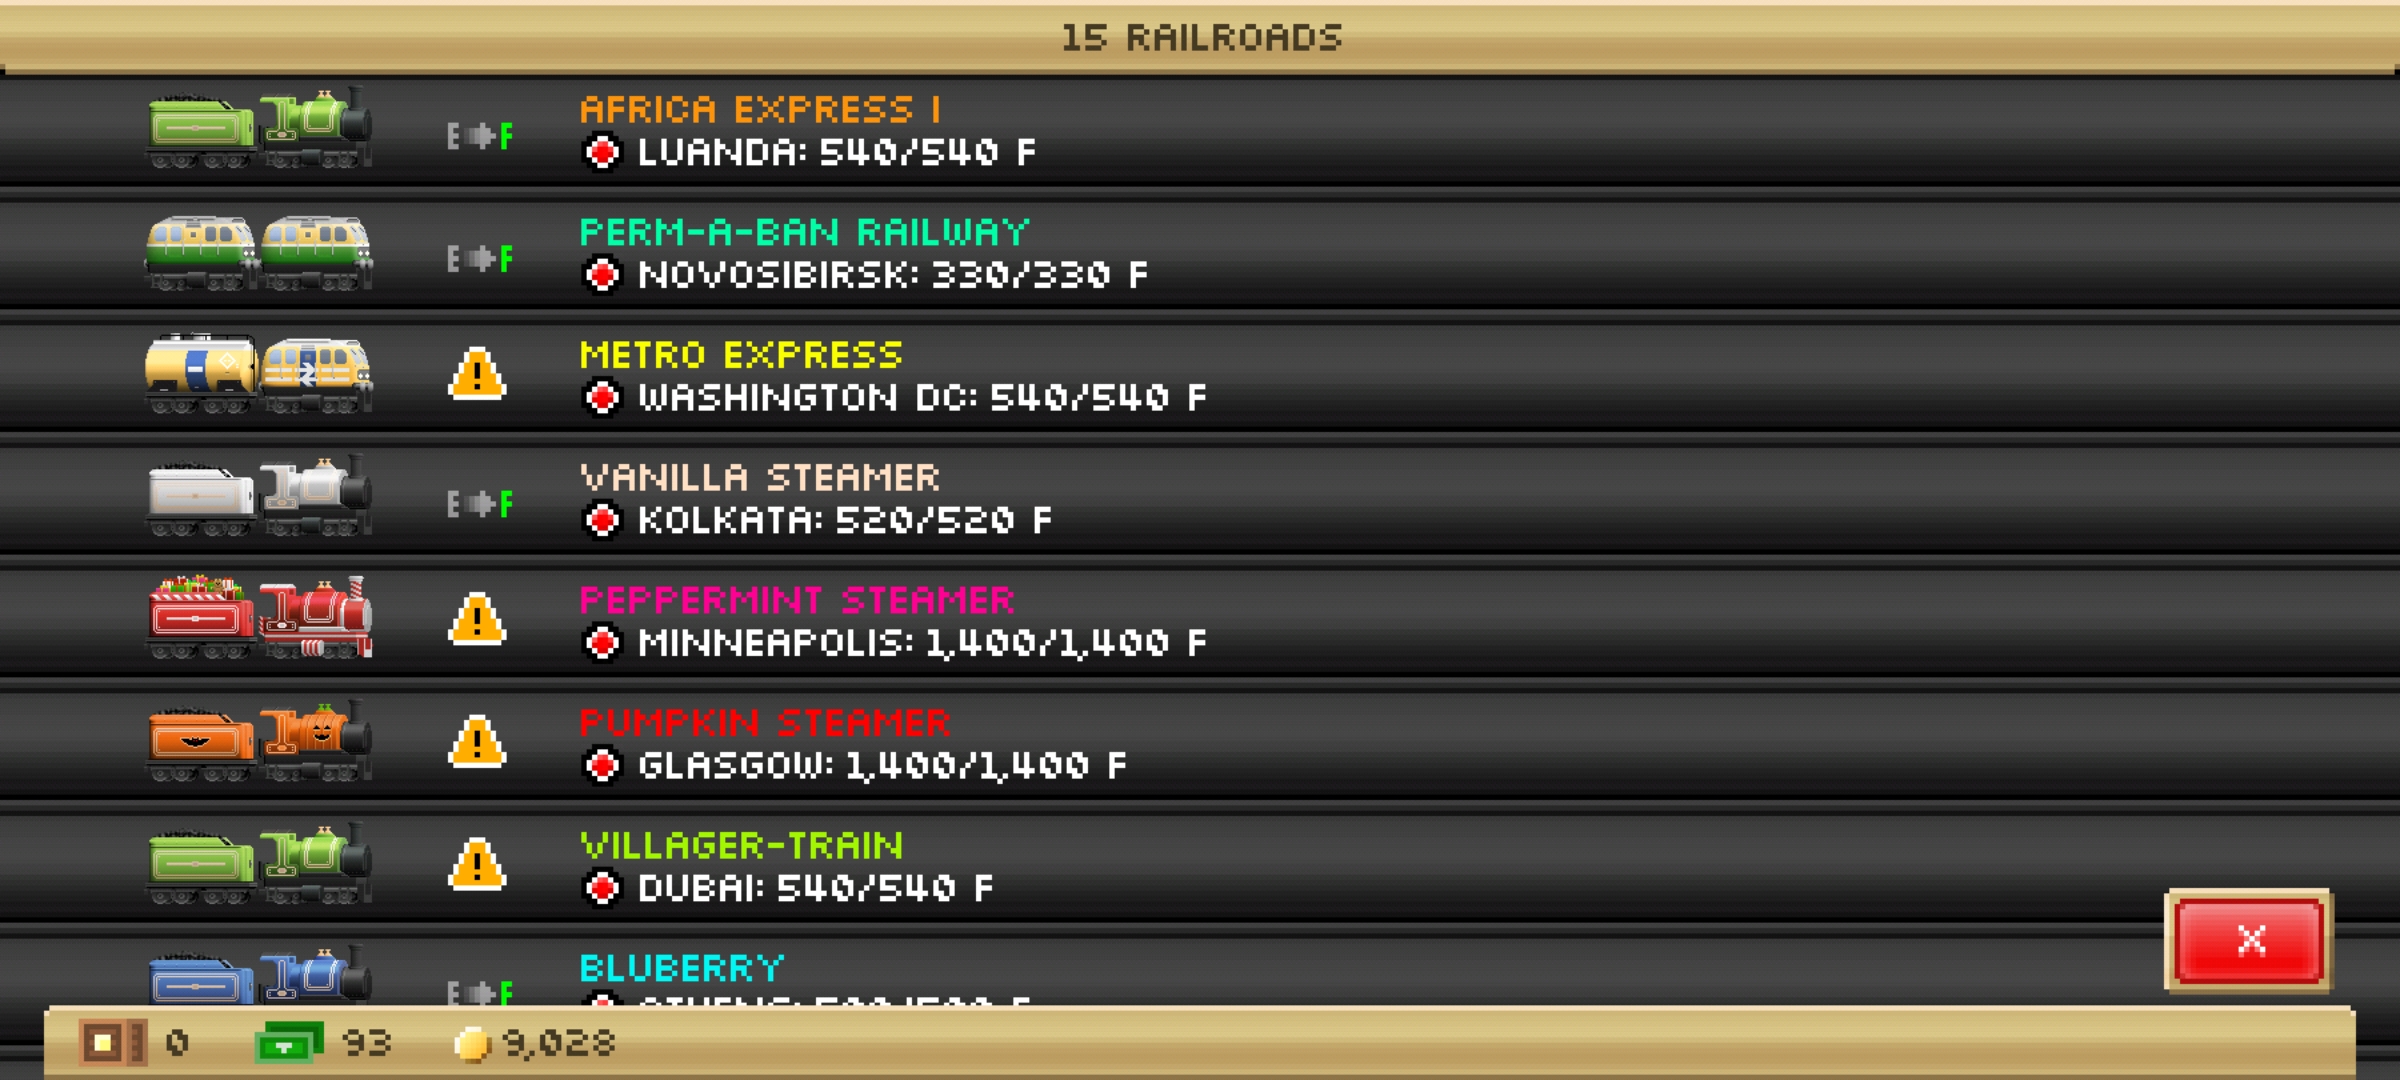 15 RAILROADS
AFRICA EXPRESS I
E F
LUANDA: 540/540 F
PERM-A-BAN RAILWAY
E F
NOVOSIBIRSK: 330/330 F
METRO EXPRESS
WASHINGTON DC: 540/540 F
VANILLA STEAMER
E F
KOLKATA: 520/520 F
PEPPERMINT STEAMER
MINNEAPOLIS: 1,400/1,400 F
PUMPKIN STEAMER
GLASGOW: 1,400/1,400 F
VILLAGER-TRAIN
DUBAI: 540/540 F
BLUBERRY
E F
X
0 93 9,028